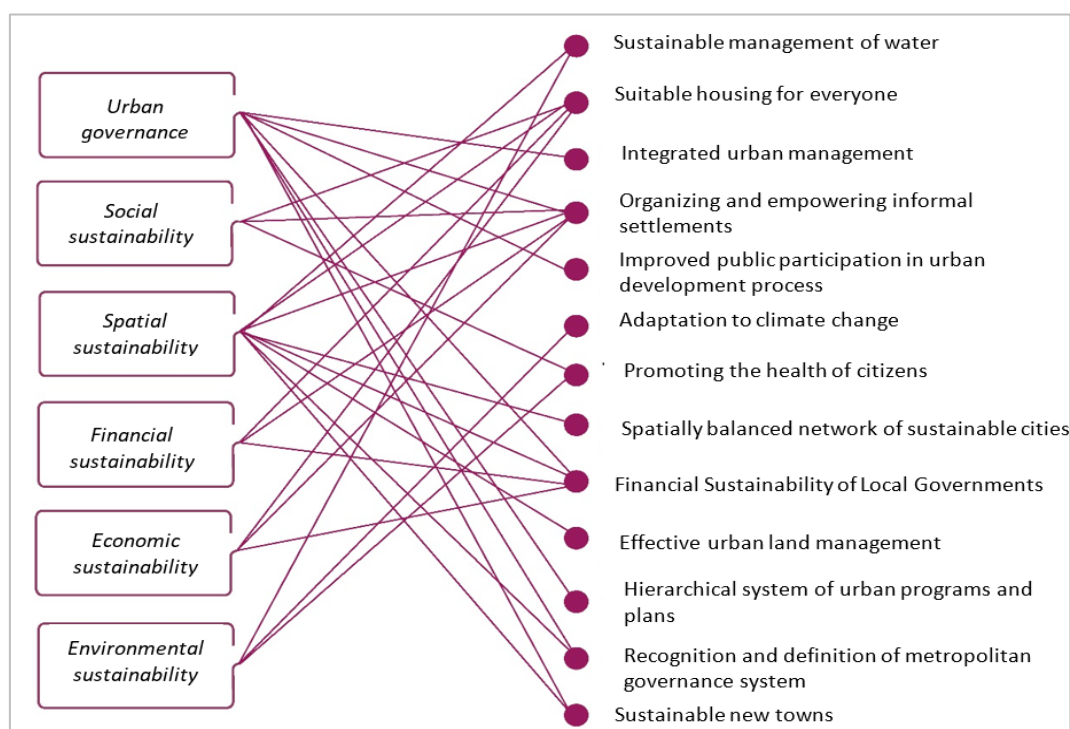 Urban
governance
Social
sustainability
Spatial
sustainability
Financial
sustainability
Economic
sustainability
Environmental
sustainability
Sustainable management of water
Suitable housing for everyone
Integrated urban management
Organizing and empowering informal
settlements
Improved public participation in urban
development process
Adaptation to climate change
Promoting the health of citizens
Spatially balanced network of sustainable cities
Financial Sustainability of Local Governments
Effective urban land management
Hierarchical system of urban programs and
plans
Recognition and definition of metropolitan
governance system
Sustainable new towns